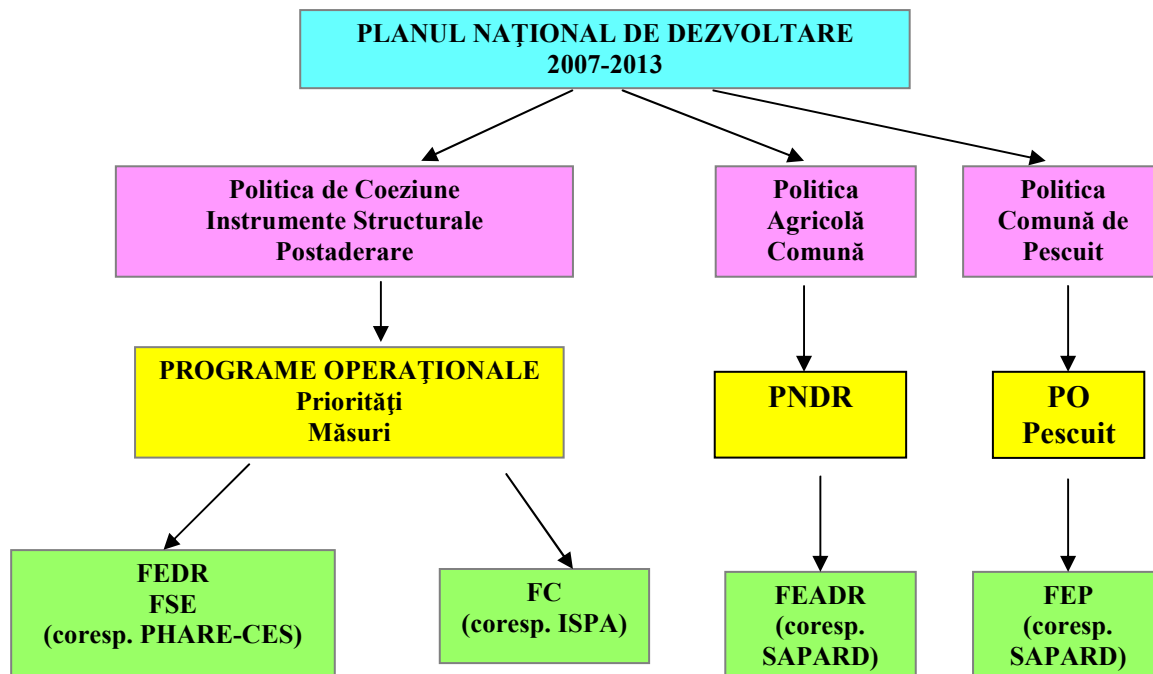 PLANUL NAŢIONAL DE DEZVOLTARE
2007-2013
Politica de Coeziune
Instrumente Structurale
Postaderare
Politica
Agricolă
Comună
Politica
Comună de
Pescuit
PROGRAME OPERAŢIONALE
Priorităţi
Măsuri
PNDR
PO
Pescuit
FEDR
FSE
(coresp. PHARE-CES)
FC
(coresp. ISPA)
FEADR
(coresp.
SAPARD)
FEP
(coresp.
SAPARD)